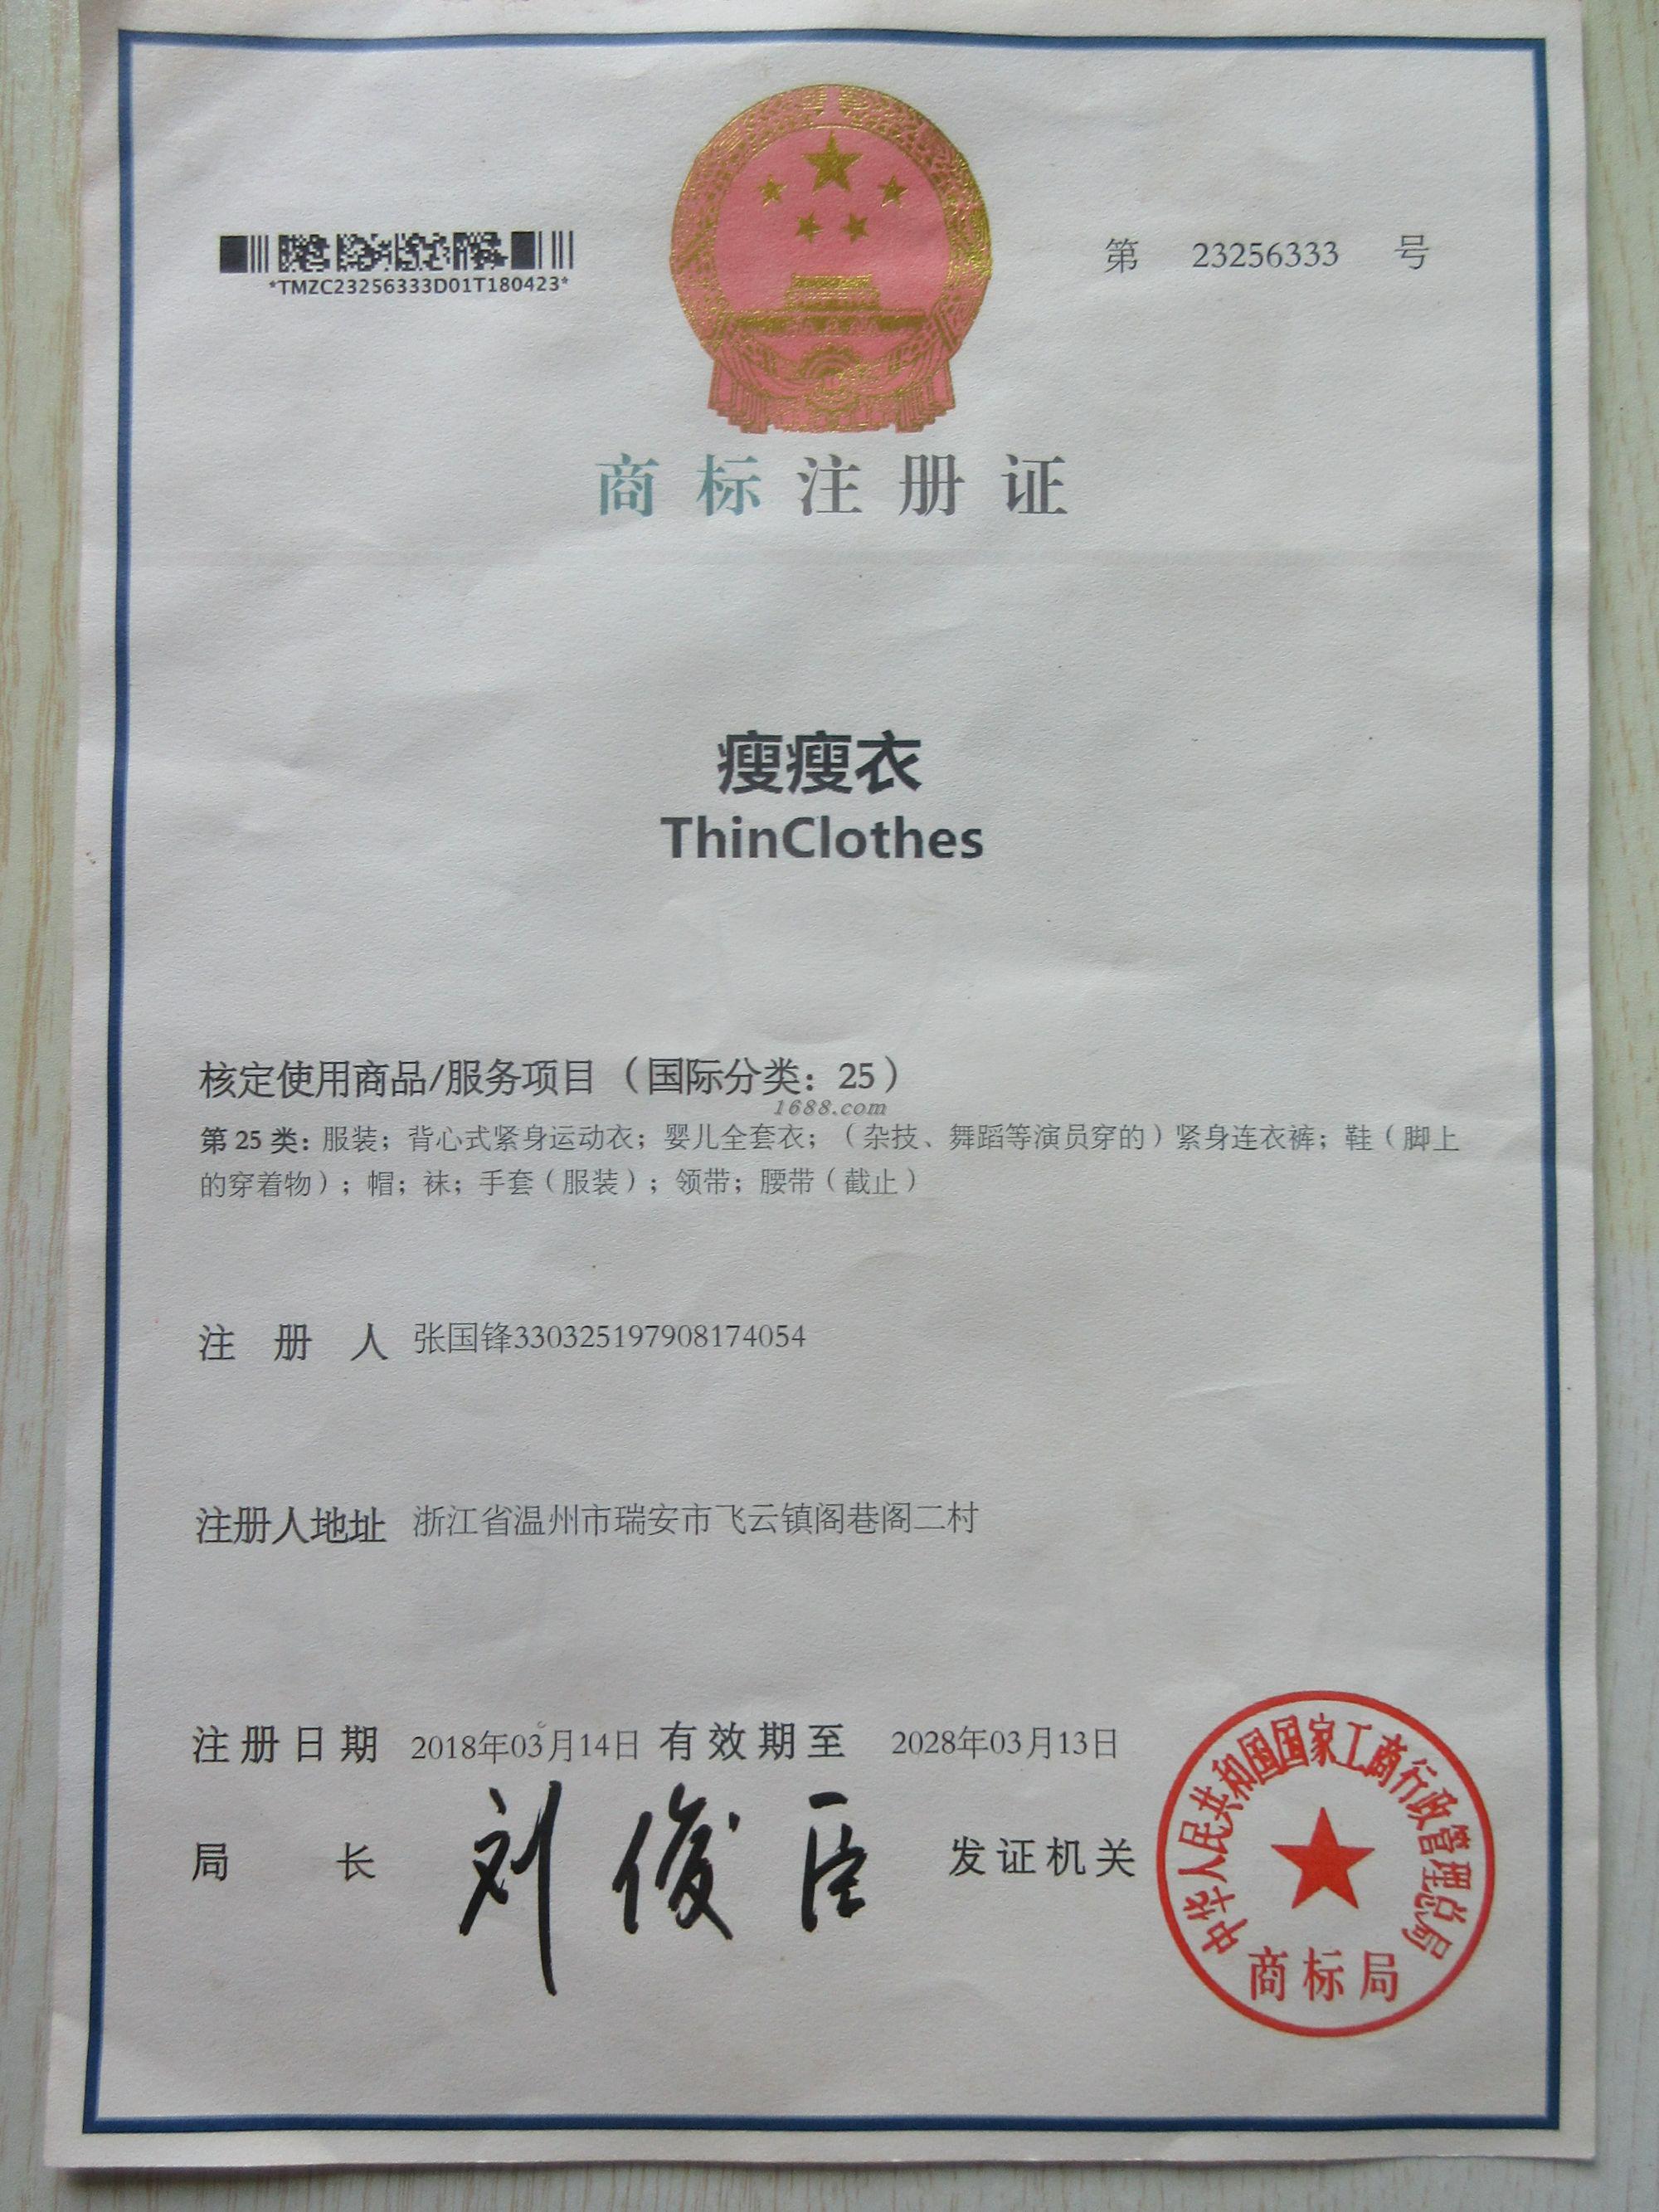 *TMZC23256333D01T180423*
第 23256333 号
商标注册证
瘦瘦衣
ThinClothes
核定使用商品/服务项目（国际分类：25）
1688.com
第 25 类：服装；背心式紧身运动衣；婴儿全套衣；（杂技、舞蹈等演员穿的）紧身连衣裤；鞋（脚上
的穿着物）；帽；袜；手套（服装）；领带；腰带（截止）
注册人 张国锋330325197908174054
注册人地址 浙江省温州市瑞安市飞云镇阁巷阁二村
注册日期 2018年03月14日 有效期至 2028年03月13日
局长 刘俊臣 发证机关
中华人民共和国国家工商行政管理总局
商标局